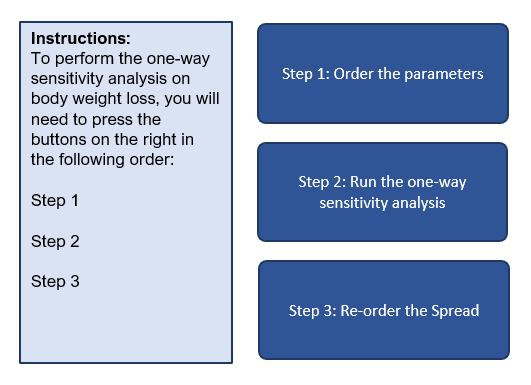 Instructions:
To perform the one-way
sensitivity analysis on
body weight loss, you will
need to press the
buttons on the right in
the following order:
Step 1
Step 2
Step 3
Step 1: Order the parameters
Step 2: Run the one-way
sensitivity analysis
Step 3: Re-order the Spread